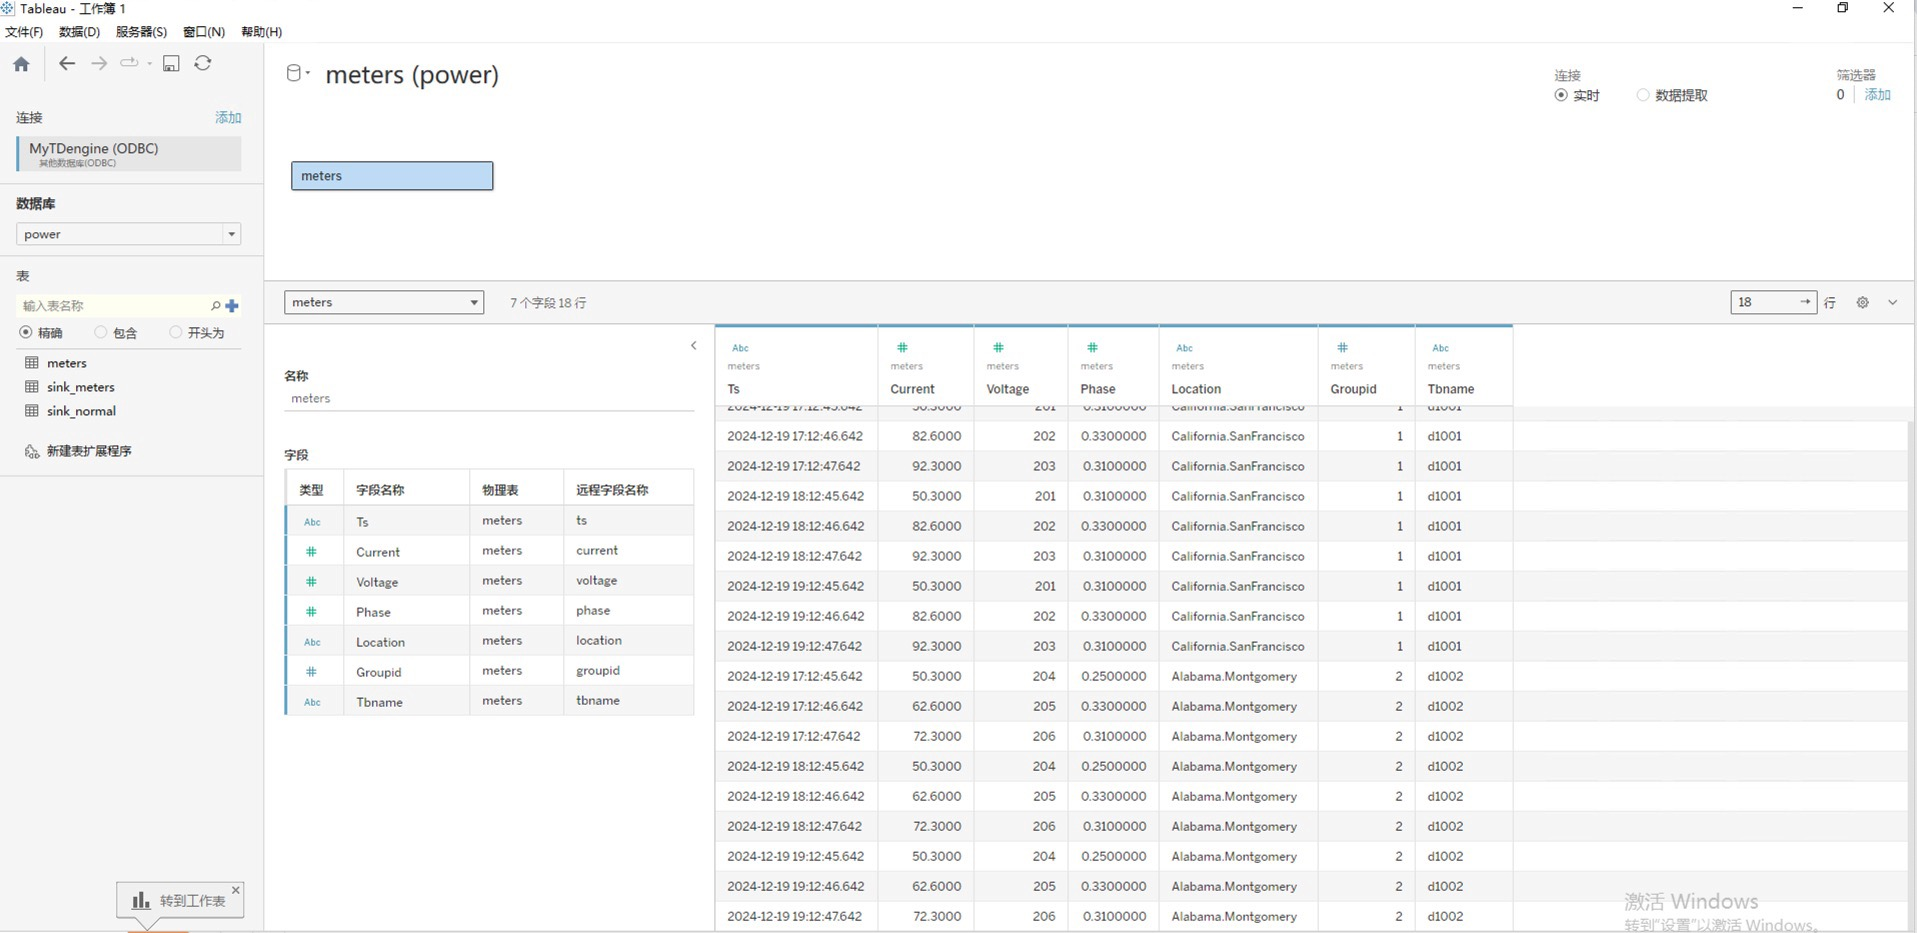 Tableau - 工作簿 1
文件(F) 数据(D) 服务器(S) 窗口(N) 帮助(H)
连接 添加
MyTDengine (ODBC)
其他数据库(ODBC)
数据库
power
表
输入表名称
精确 包含 开头为
meters
sink_meters
sink_normal
新建表扩展程序
转到工作表
meters (power)
连接
实时 数据提取
筛选器
0 添加
meters
meters 7 个字段 18 行 18 行
名称
meters
字段
类型 字段名称 物理表 远程字段名称
Abc Ts meters ts
# Current meters current
# Voltage meters voltage
# Phase meters phase
Abc Location meters location
# Groupid meters groupid
Abc Tbname meters tbname
Abc # # # Abc # Abc
meters meters meters meters meters meters meters
Ts Current Voltage Phase Location Groupid Tbname
2024-12-19 17:12:45.642 50.3000 201 0.3100000 California.SanFrancisco 1 d1001
2024-12-19 17:12:46.642 82.6000 202 0.3300000 California.SanFrancisco 1 d1001
2024-12-19 17:12:47.642 92.3000 203 0.3100000 California.SanFrancisco 1 d1001
2024-12-19 18:12:45.642 50.3000 201 0.3100000 California.SanFrancisco 1 d1001
2024-12-19 18:12:46.642 82.6000 202 0.3300000 California.SanFrancisco 1 d1001
2024-12-19 18:12:47.642 92.3000 203 0.3100000 California.SanFrancisco 1 d1001
2024-12-19 19:12:45.642 50.3000 201 0.3100000 California.SanFrancisco 1 d1001
2024-12-19 19:12:46.642 82.6000 202 0.3300000 California.SanFrancisco 1 d1001
2024-12-19 19:12:47.642 92.3000 203 0.3100000 California.SanFrancisco 1 d1001
2024-12-19 17:12:45.642 50.3000 204 0.2500000 Alabama.Montgomery 2 d1002
2024-12-19 17:12:46.642 62.6000 205 0.3300000 Alabama.Montgomery 2 d1002
2024-12-19 17:12:47.642 72.3000 206 0.3100000 Alabama.Montgomery 2 d1002
2024-12-19 18:12:45.642 50.3000 204 0.2500000 Alabama.Montgomery 2 d1002
2024-12-19 18:12:46.642 62.6000 205 0.3300000 Alabama.Montgomery 2 d1002
2024-12-19 18:12:47.642 72.3000 206 0.3100000 Alabama.Montgomery 2 d1002
2024-12-19 19:12:45.642 50.3000 204 0.2500000 Alabama.Montgomery 2 d1002
2024-12-19 19:12:46.642 62.6000 205 0.3300000 Alabama.Montgomery 2 d1002
2024-12-19 19:12:47.642 72.3000 206 0.3100000 Alabama.Montgomery 2 d1002
激活 Windows
转到"设置"以激活 Windows。